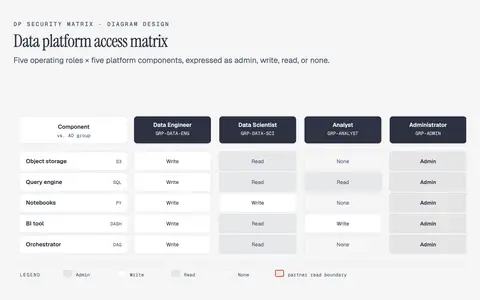 DP SECURITY MATRIX · DIAGRAM DESIGN
Data platform access matrix
Five operating roles × five platform components, expressed as admin, write, read, or none.
Component Data Engineer Data Scientist Analyst Administrator
vs. AD group GRP-DATA-ENG GRP-DATA-SCI GRP-ANALYST GRP-ADMIN
Object storage S3 Write Read None Admin
Query engine SQL Write Read Read Admin
Notebooks PY Write Write None Admin
BI tool DASH Write Read Write Admin
Orchestrator DAG Write Read None Admin
LEGEND Admin Write Read None partner read boundary